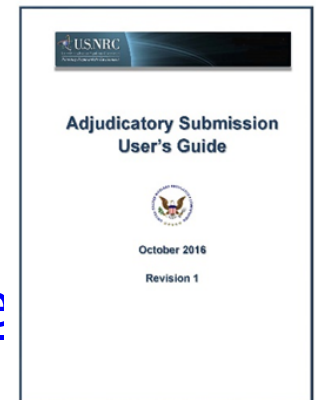 U.S.NRC
Adjudicatory Submission
User's Guide
October 2016
Revision 1